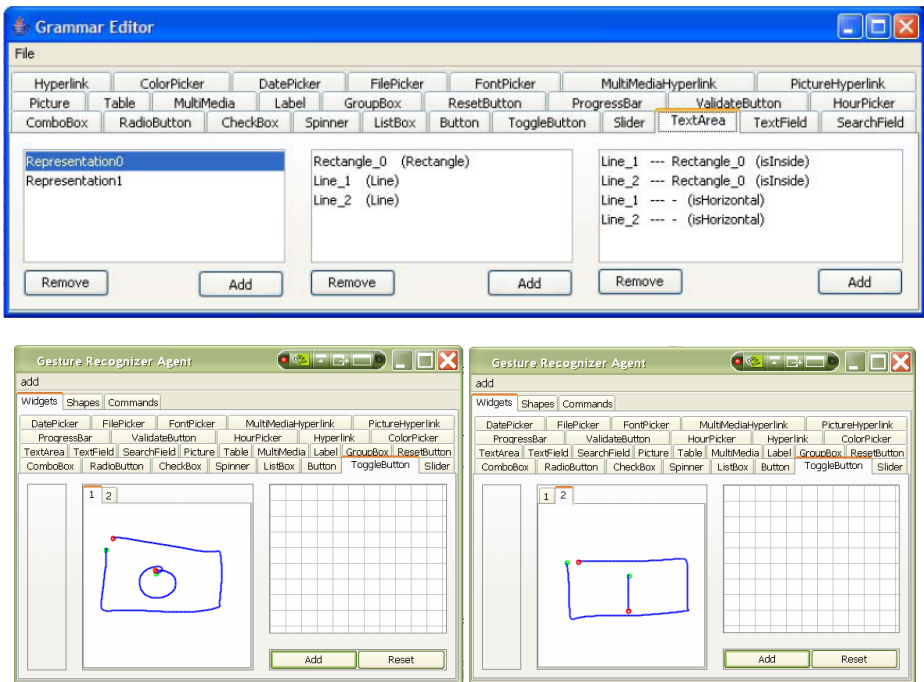 Grammar Editor
File
Hyperlink ColorPicker DatePicker FilePicker FontPicker MultiMediaHyperlink PictureHyperlink
Picture Table MultiMedia Label GroupBox ResetButton ProgressBar ValidateButton HourPicker
ComboBox RadioButton CheckBox Spinner ListBox Button ToggleButton Slider TextArea TextField SearchField
Representation0
Representation1
Rectangle_0 (Rectangle)
Line_1 (Line)
Line_2 (Line)
Line_1 --- Rectangle_0 (isInside)
Line_2 --- Rectangle_0 (isInside)
Line_1 --- - (isHorizontal)
Line_2 --- - (isHorizontal)
Remove Add Remove Add Remove Add
Gesture Recognizer Agent
add
Widgets Shapes Commands
DatePicker FilePicker FontPicker MultiMediaHyperlink PictureHyperlink
ProgressBar ValidateButton HourPicker Hyperlink ColorPicker
TextArea TextField SearchField Picture Table MultiMedia Label GroupBox ResetButton
ComboBox RadioButton CheckBox Spinner ListBox Button ToggleButton Slider
1 2
Add Reset
Gesture Recognizer Agent
add
Widgets Shapes Commands
DatePicker FilePicker FontPicker MultiMediaHyperlink PictureHyperlink
ProgressBar ValidateButton HourPicker Hyperlink ColorPicker
TextArea TextField SearchField Picture Table MultiMedia Label GroupBox ResetButton
ComboBox RadioButton CheckBox Spinner ListBox Button ToggleButton Slider
1 2
Add Reset